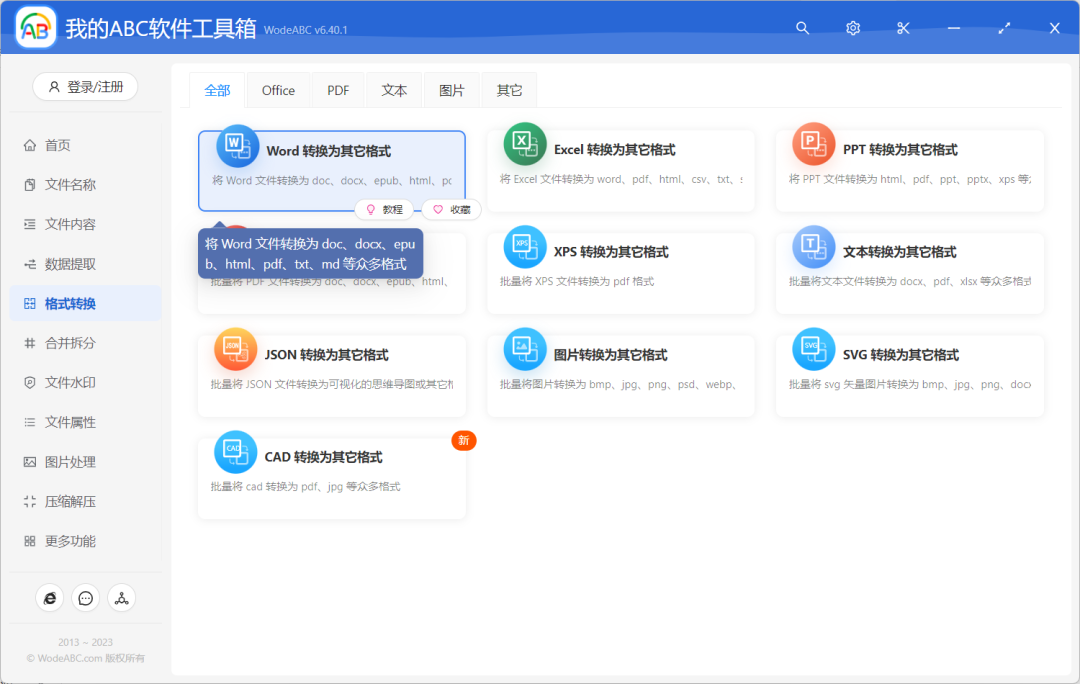 我的ABC软件工具箱 WodeABC v6.40.1
登录/注册
首页
文件名称
文件内容
数据提取
格式转换
合并拆分
文件水印
文件属性
图片处理
压缩解压
更多功能
2013 ~ 2023
© WodeABC.com 版权所有
全部 Office PDF 文本 图片 其它
Word 转换为其它格式
将 Word 文件转换为 doc、docx、epub、html、pc
教程 收藏
将 Word 文件转换为 doc、docx、epu
b、html、pdf、txt、md 等众多格式
Excel 转换为其它格式
将 Excel 文件转换为 word、pdf、html、csv、txt、s
PPT 转换为其它格式
将 PPT 文件转换为 html、pdf、ppt、pptx、xps 等
批量将 PDF 文件转换为 doc、docx、epub、html、
XPS 转换为其它格式
批量将 XPS 文件转换为 pdf 格式
文本转换为其它格式
批量将文本文件转换为 docx、pdf、xlsx 等众多格式
JSON 转换为其它格式
批量将 JSON 文件转换为可视化的思维导图或其它格
图片转换为其它格式
批量将图片转换为 bmp、jpg、png、psd、webp、
SVG 转换为其它格式
批量将 svg 矢量图片转换为 bmp、jpg、png、docx
CAD 转换为其它格式
新
批量将 cad 转换为 pdf、jpg 等众多格式